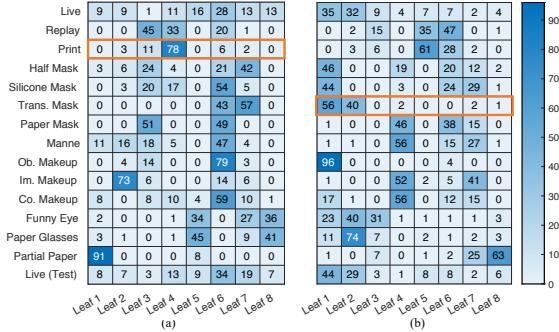 Live 9 9 1 11 16 28 13 13 35 32 9 4 7 7 2 4
Replay 0 0 45 33 0 20 1 0 0 2 15 0 35 47 0 0
Print 0 3 11 78 0 6 2 0 0 3 6 0 61 28 2 0
Half Mask 3 6 24 4 0 21 42 0 46 0 0 19 0 20 12 2
Silicone Mask 0 3 20 17 0 54 5 0 44 0 0 3 0 24 29 1
Trans. Mask 0 0 0 0 0 43 57 0 56 40 0 2 0 0 2 1
Paper Mask 0 0 51 0 0 49 0 0 0 0 1 46 0 38 15 0
Manne 11 16 18 5 0 47 4 0 0 1 1 56 0 15 27 1
Ob. Makeup 0 4 14 0 0 79 3 0 96 0 0 0 0 4 0 0
Im. Makeup 0 73 6 0 0 14 6 0 0 0 0 52 2 5 41 0
Co. Makeup 8 0 8 10 4 59 10 1 17 1 0 56 0 12 15 0
Funny Eye 2 0 0 1 34 0 27 36 23 40 31 1 1 1 2 2
Paper Glasses 3 1 0 1 45 0 9 41 11 74 7 0 2 1 2 3
Partial Paper 91 0 0 0 8 0 0 0 1 0 7 0 1 2 25 63
Live (Test) 8 7 3 13 9 34 19 7 44 29 3 1 8 8 2 6
Leaf 1 Leaf 2 Leaf 3 Leaf 4 Leaf 5 Leaf 6 Leaf 7 Leaf 8 Leaf 1 Leaf 2 Leaf 3 Leaf 4 Leaf 5 Leaf 6 Leaf 7 Leaf 8
(a) (b)
90
80
70
60
50
40
30
20
10
0